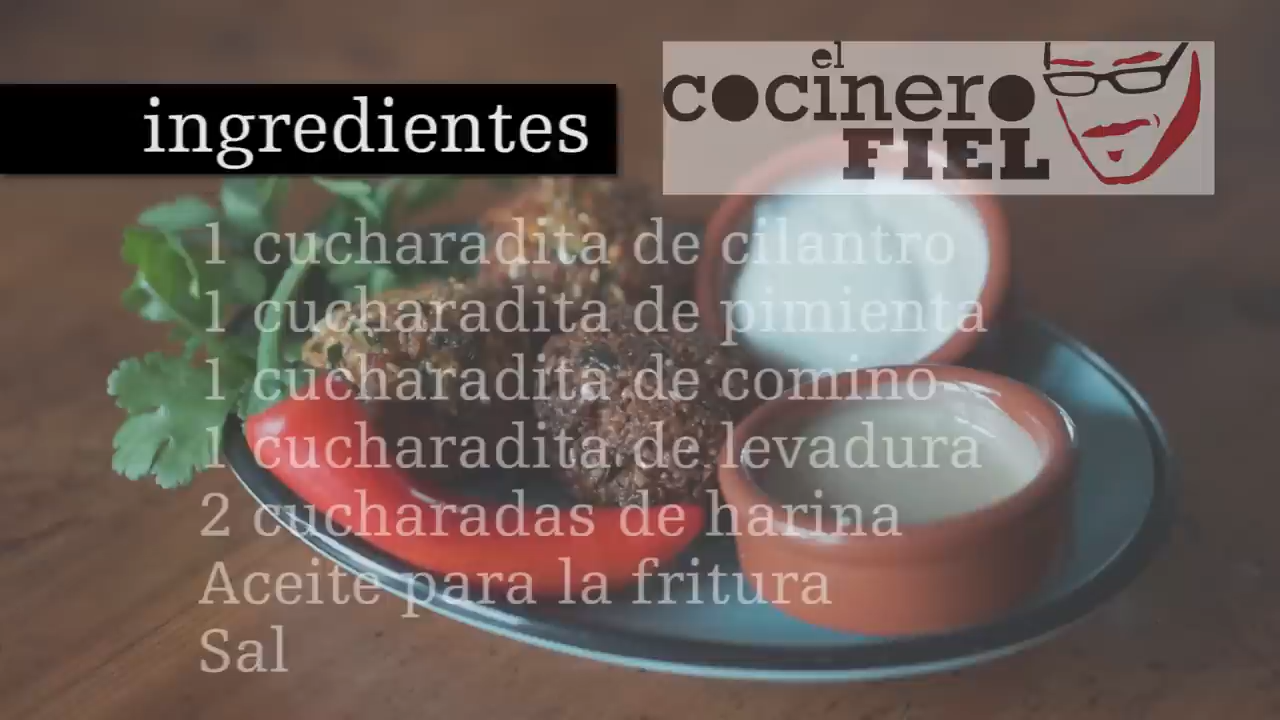 ingredientes
el
cocinero
FIEL
1 cucharadita de cilantro
1 cucharadita de pimienta
1 cucharadita de comino
1 cucharadita de levadura
2 cucharadas de harina
Aceite para la fritura
Sal